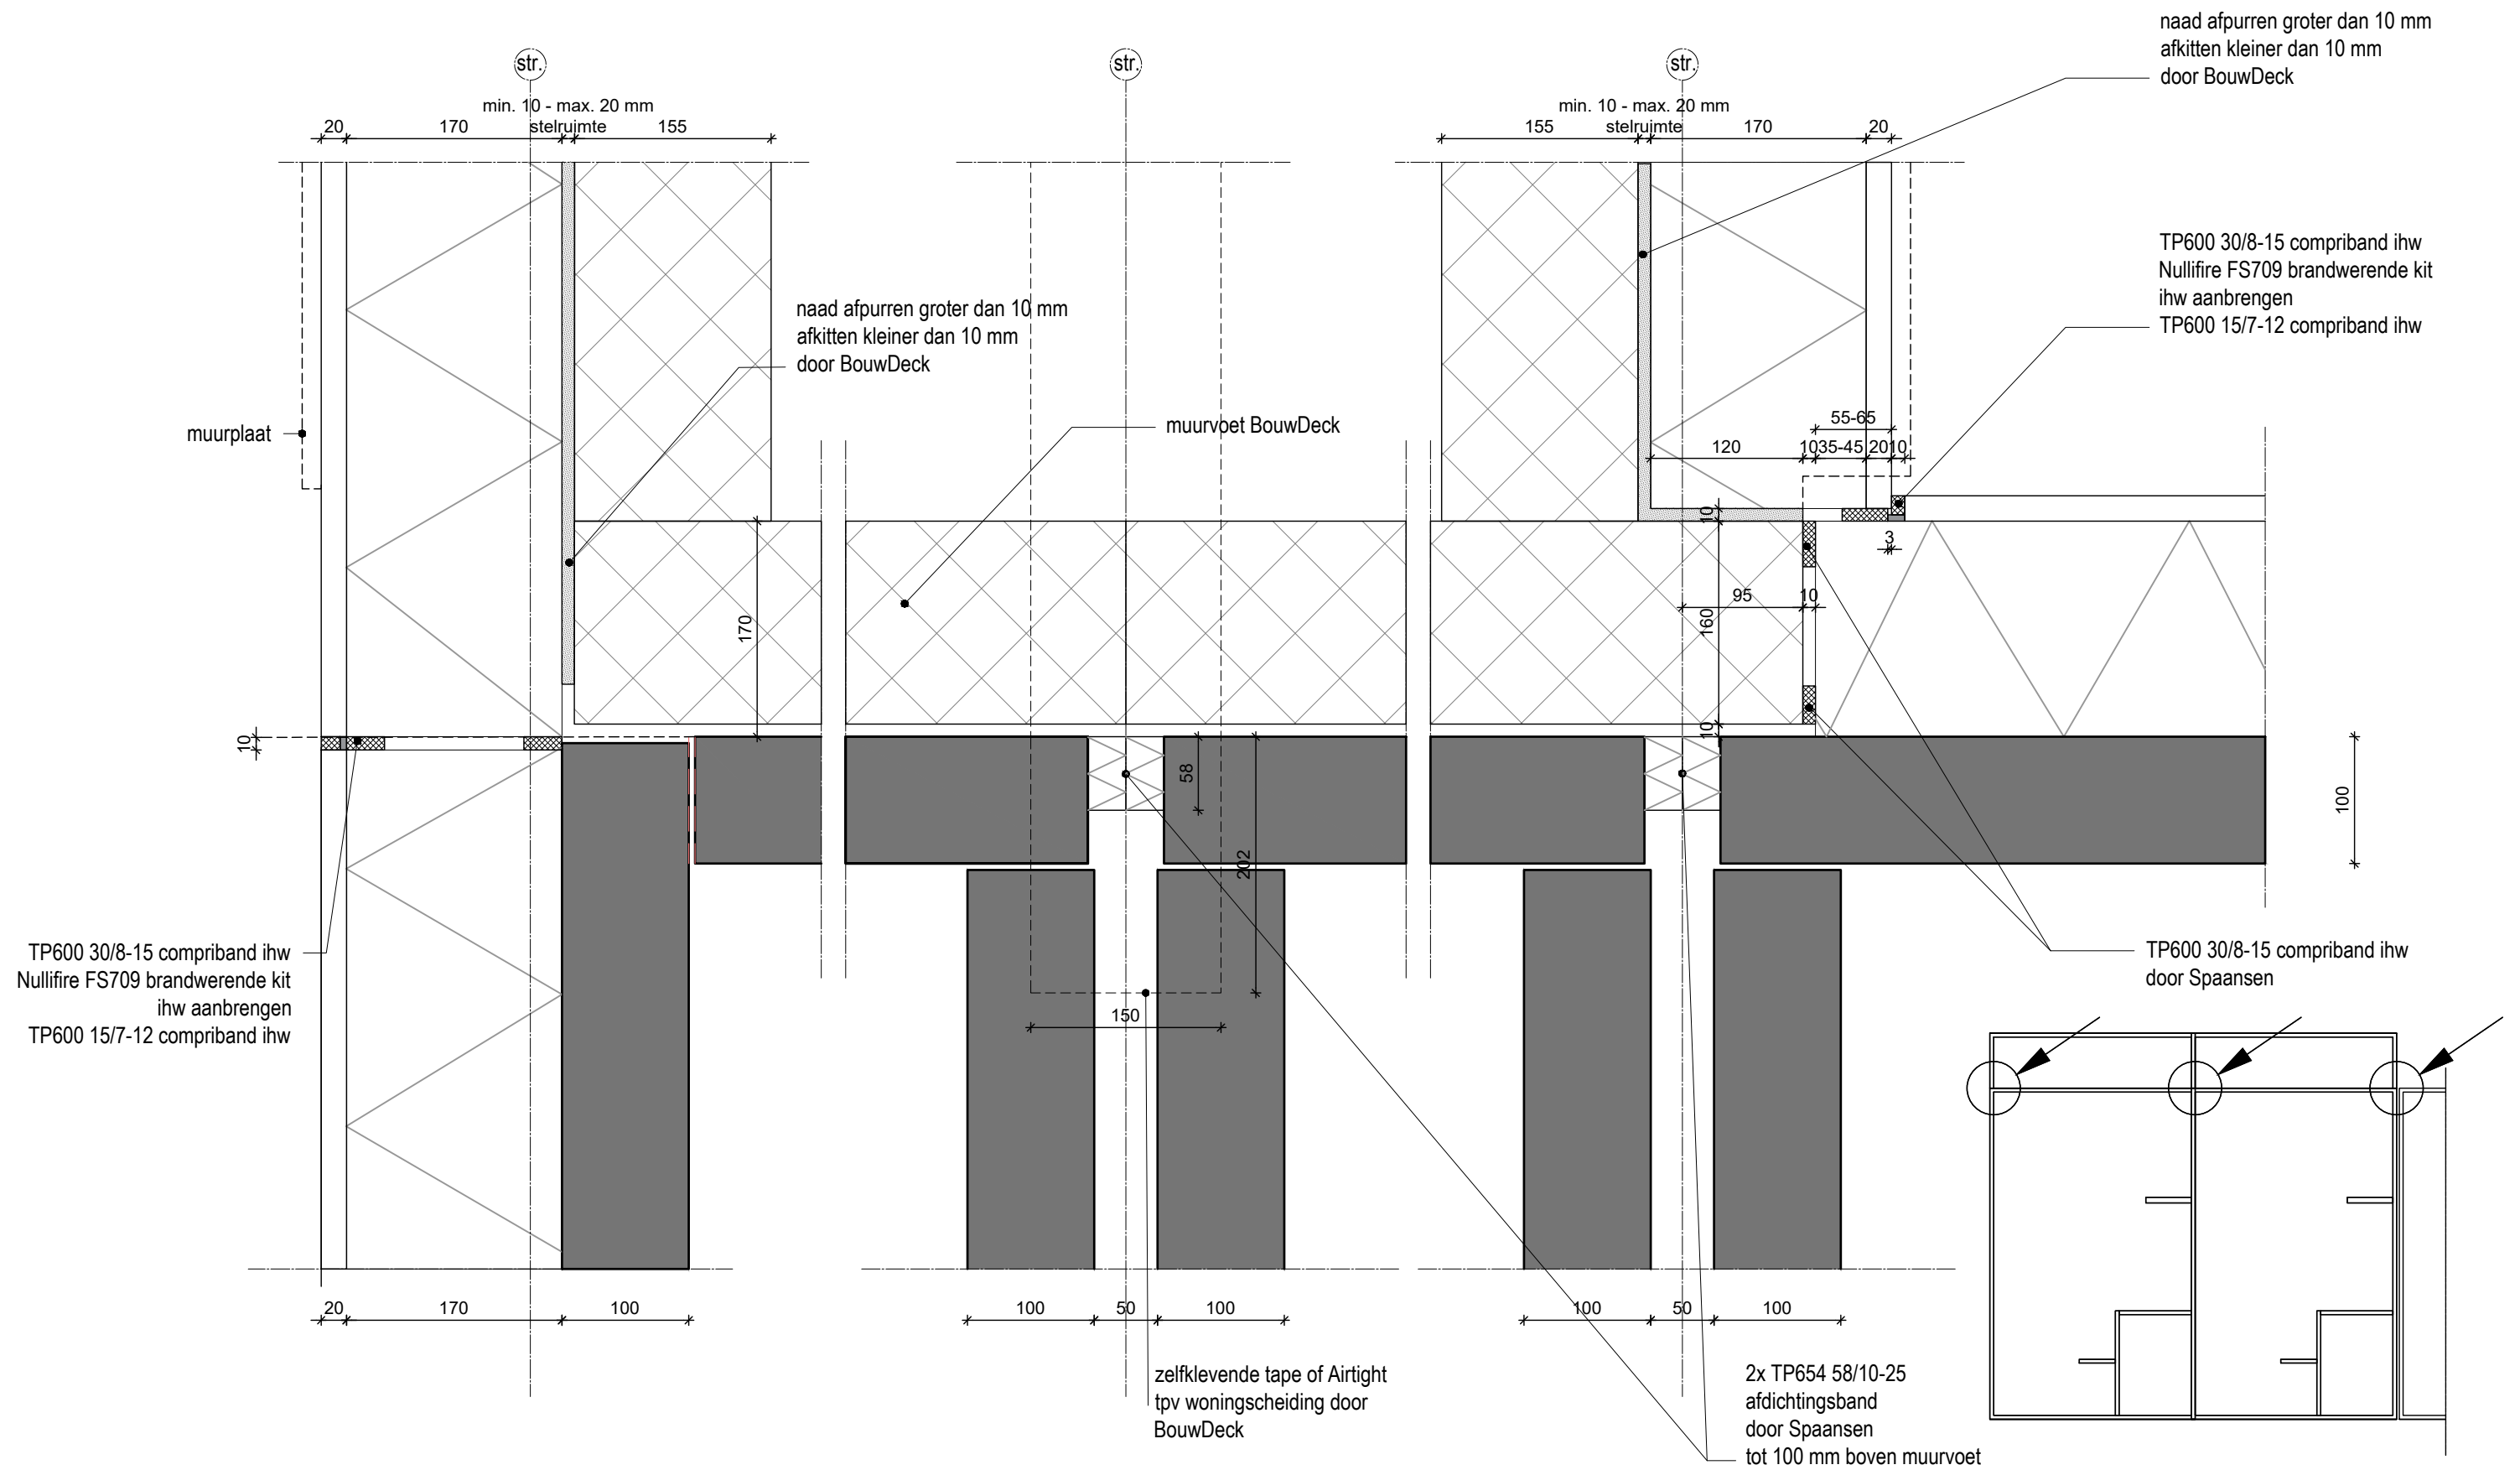 naad afpurren groter dan 10 mm
afkitten kleiner dan 10 mm
door BouwDeck
str.
str.
str.
min. 10 - max. 20 mm
stelruimte
20
170
155
min. 10 - max. 20 mm
stelruimte
155
170
20
TP600 30/8-15 compriband ihw
Nullifire FS709 brandwerende kit
ihw aanbrengen
TP600 15/7-12 compriband ihw
naad afpurren groter dan 10 mm
afkitten kleiner dan 10 mm
door BouwDeck
muurplaat
muurvoet BouwDeck
55-65
120
10
35-45
20
10
10
3
170
95
10
160
10
10
58
202
100
150
TP600 30/8-15 compriband ihw
Nullifire FS709 brandwerende kit
ihw aanbrengen
TP600 15/7-12 compriband ihw
TP600 30/8-15 compriband ihw
door Spaansen
20
170
100
100
50
100
100
50
100
zelfklevende tape of Airtight
tpv woningscheiding door
BouwDeck
2x TP654 58/10-25
afdichtingsband
door Spaansen
tot 100 mm boven muurvoet